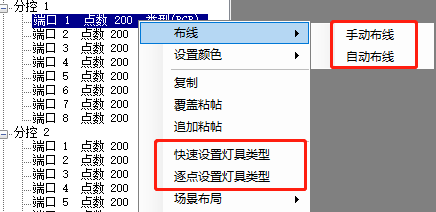 分控 1
端口 1 点数 200 类型(RGB)
端口 2 点数 200
端口 3 点数 200
端口 4 点数 200
端口 5 点数 200
端口 6 点数 200
端口 7 点数 200
端口 8 点数 200
分控 2
端口 1 点数 200
端口 2 点数 200
端口 3 点数 200
端口 4 点数 200
端口 5 点数 200
布线
设置颜色
复制
覆盖粘帖
追加粘帖
快速设置灯具类型
逐点设置灯具类型
场景布局
手动布线
自动布线